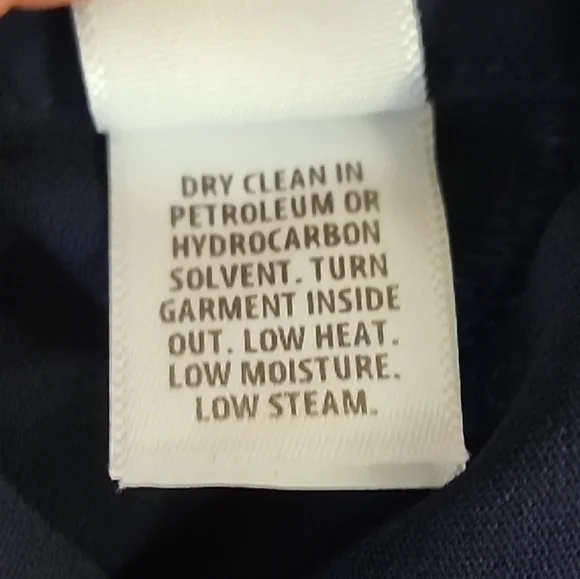 DRY CLEAN IN
PETROLEUM OR
HYDROCARBON
SOLVENT. TURN
GARMENT INSIDE
OUT. LOW HEAT.
LOW MOISTURE.
LOW STEAM.